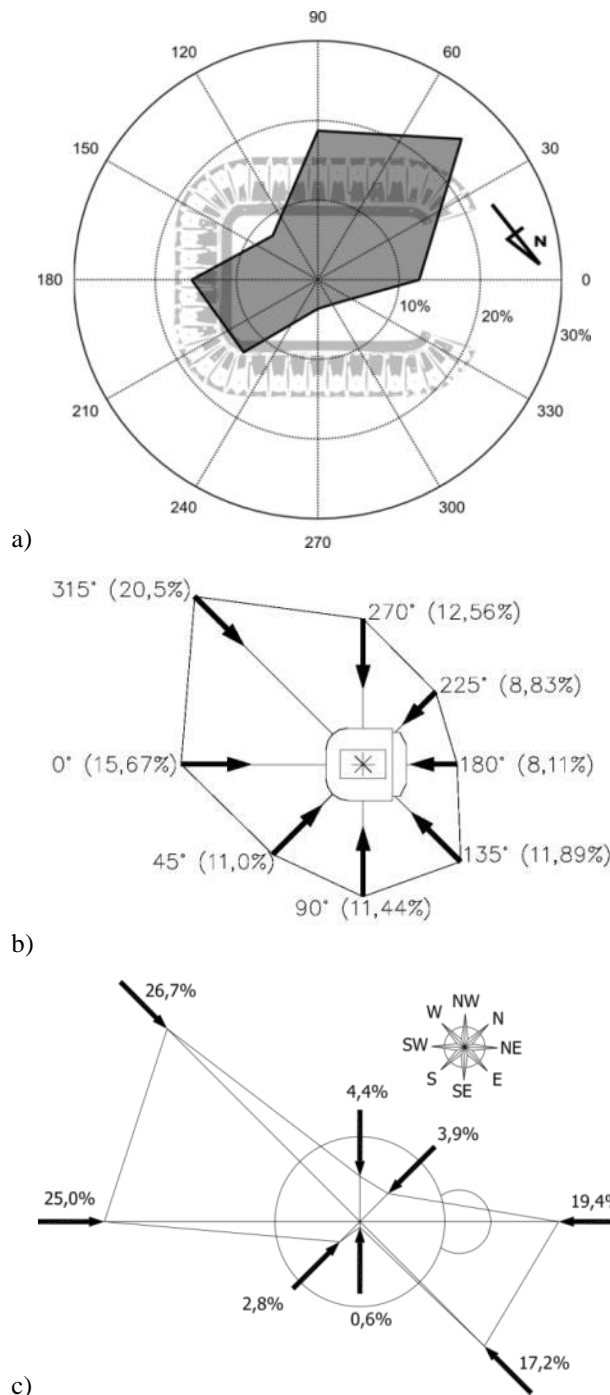 90
120
60
150
30
N
180
0
10%
20%
30%
210
330
240
300
270
a)
315° (20,5%)
270° (12,56%)
225° (8,83%)
0° (15,67%)
180° (8,11%)
45° (11,0%)
135° (11,89%)
90° (11,44%)
b)
26,7%
NW
W
N
SW
NE
S
E
SE
4,4%
3,9%
25,0%
19,4%
2,8%
0,6%
17,2%
c)